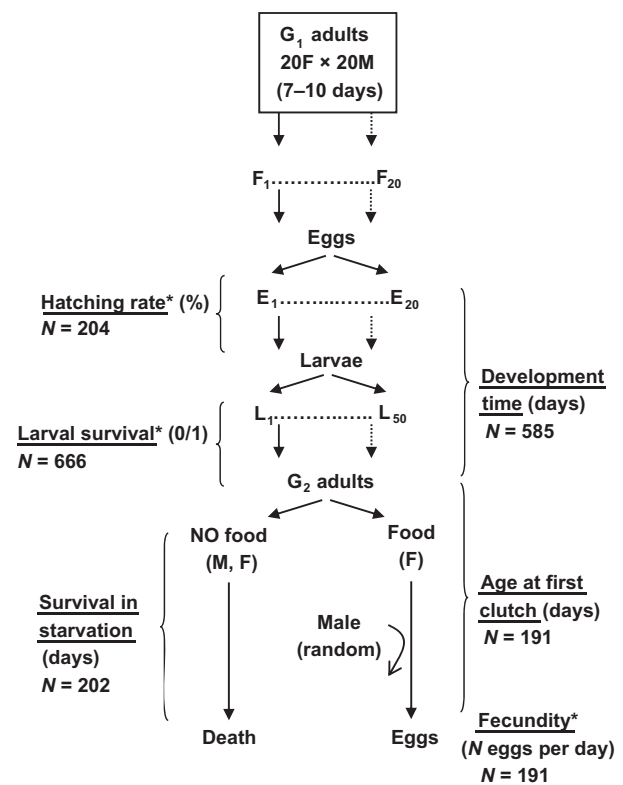 G1 adults
20F × 20M
(7–10 days)
F1..................F20
Eggs
E1..................E20
Hatching rate* (%)
N = 204
Larvae
Development
time (days)
N = 585
L1.................. L50
Larval survival* (0/1)
N = 666
G2 adults
NO food
(M, F)
Food
(F)
Survival in
starvation
(days)
N = 202
Male
(random)
Age at first
clutch (days)
N = 191
Death
Eggs
Fecundity*
(N eggs per day)
N = 191